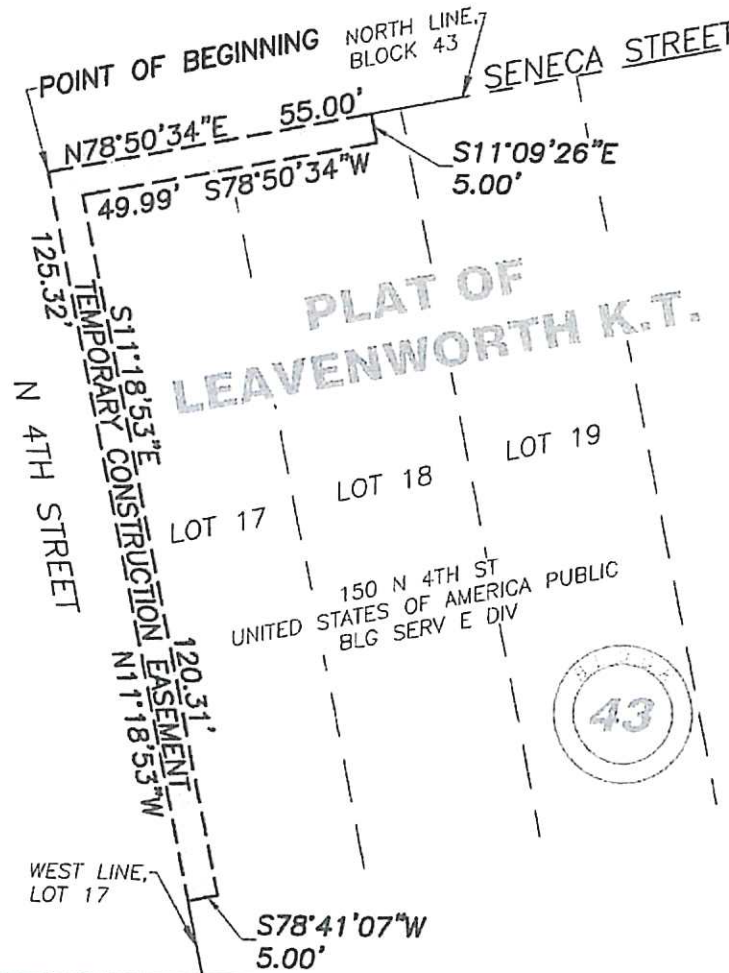 POINT OF BEGINNING
NORTH LINE,
BLOCK 43
SENECA STREET
N78°50'34"E 55.00'
49.99' S78°50'34"W
S11°09'26"E
5.00'
125.32'
S11°18'53"E
TEMPORARY CONSTRUCTION EASEMENT
120.31'
N11°18'53"W
N 4TH STREET
PLAT OF
LEAVENWORTH K.T.
LOT 17
LOT 18
LOT 19
150 N 4TH ST
UNITED STATES OF AMERICA PUBLIC
BLG SERV E DIV
BLOCK
43
WEST LINE,
LOT 17
S78°41'07"W
5.00'